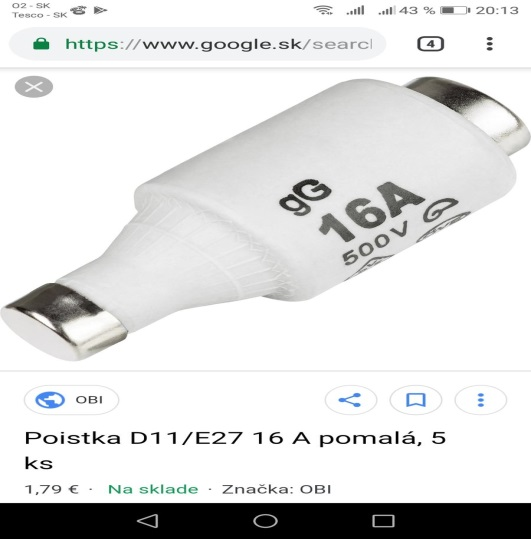 O2 - SK
Tesco - SK
43 %
20:13
https://www.google.sk/searc
4
gG
16A
500V
OBI
Poistka D11/E27 16 A pomalá, 5
ks
1,79 € · Na sklade · Značka: OBI